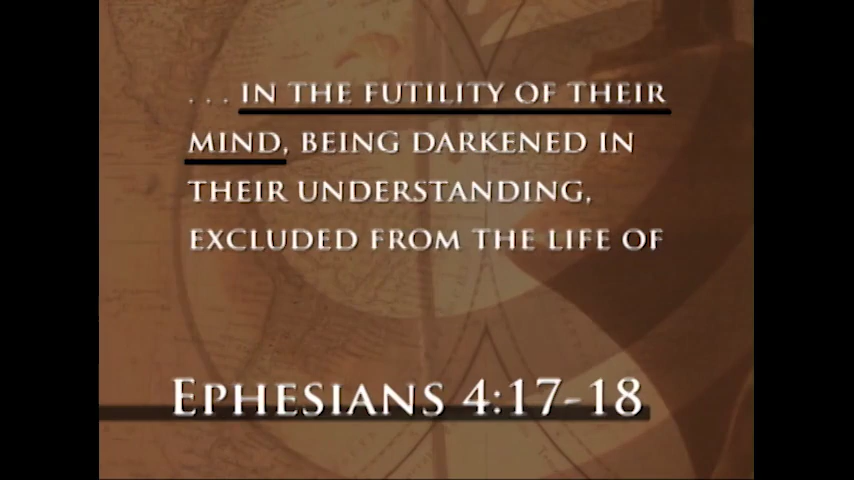 . . . IN THE FUTILITY OF THEIR
MIND, BEING DARKENED IN
THEIR UNDERSTANDING,
EXCLUDED FROM THE LIFE OF
EPHESIANS 4:17-18